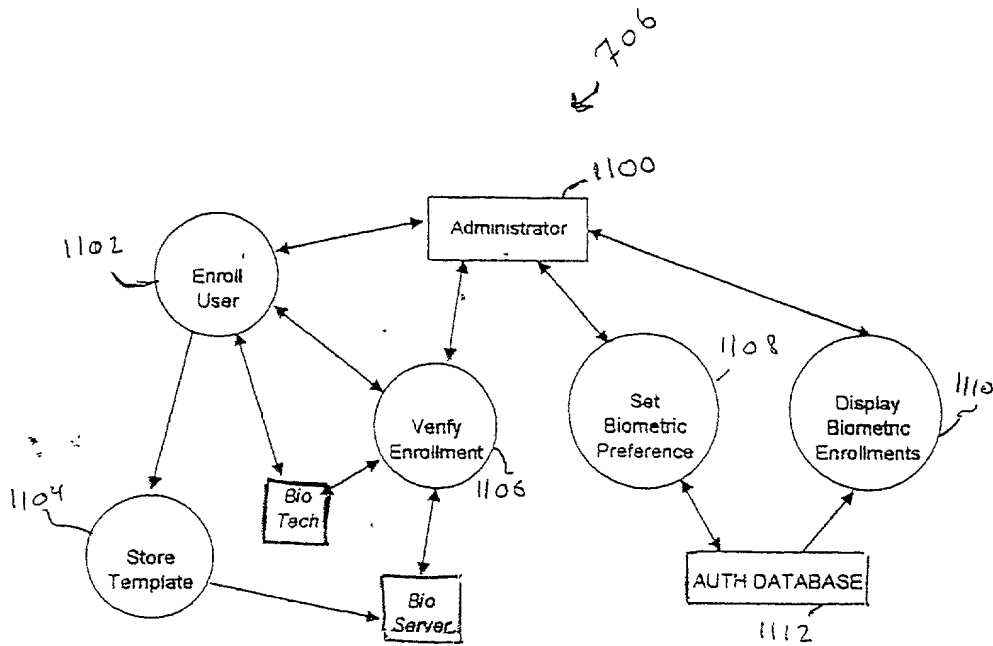 706
1100
Administrator
1102
Enroll
User
1108
Set
Biometric
Preference
1110
Display
Biometric
Enrollments
Verify
Enrollment
1106
1104
Bio
Tech
Store
Template
Bio
Server
AUTH DATABASE
1112